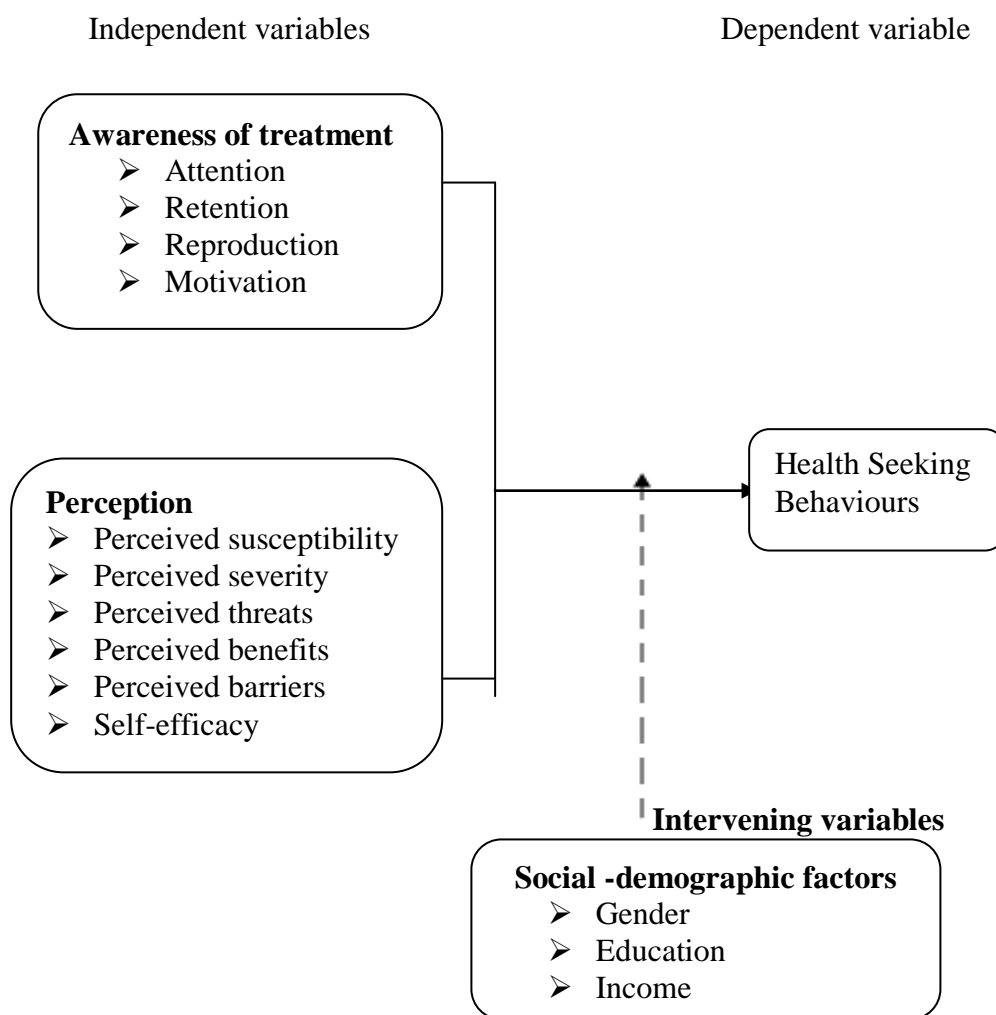 Independent variables
Dependent variable
Awareness of treatment
➢ Attention
➢ Retention
➢ Reproduction
➢ Motivation
Perception
➢ Perceived susceptibility
➢ Perceived severity
➢ Perceived threats
➢ Perceived benefits
➢ Perceived barriers
➢ Self-efficacy
Health Seeking
Behaviours
Intervening variables
Social -demographic factors
➢ Gender
➢ Education
➢ Income